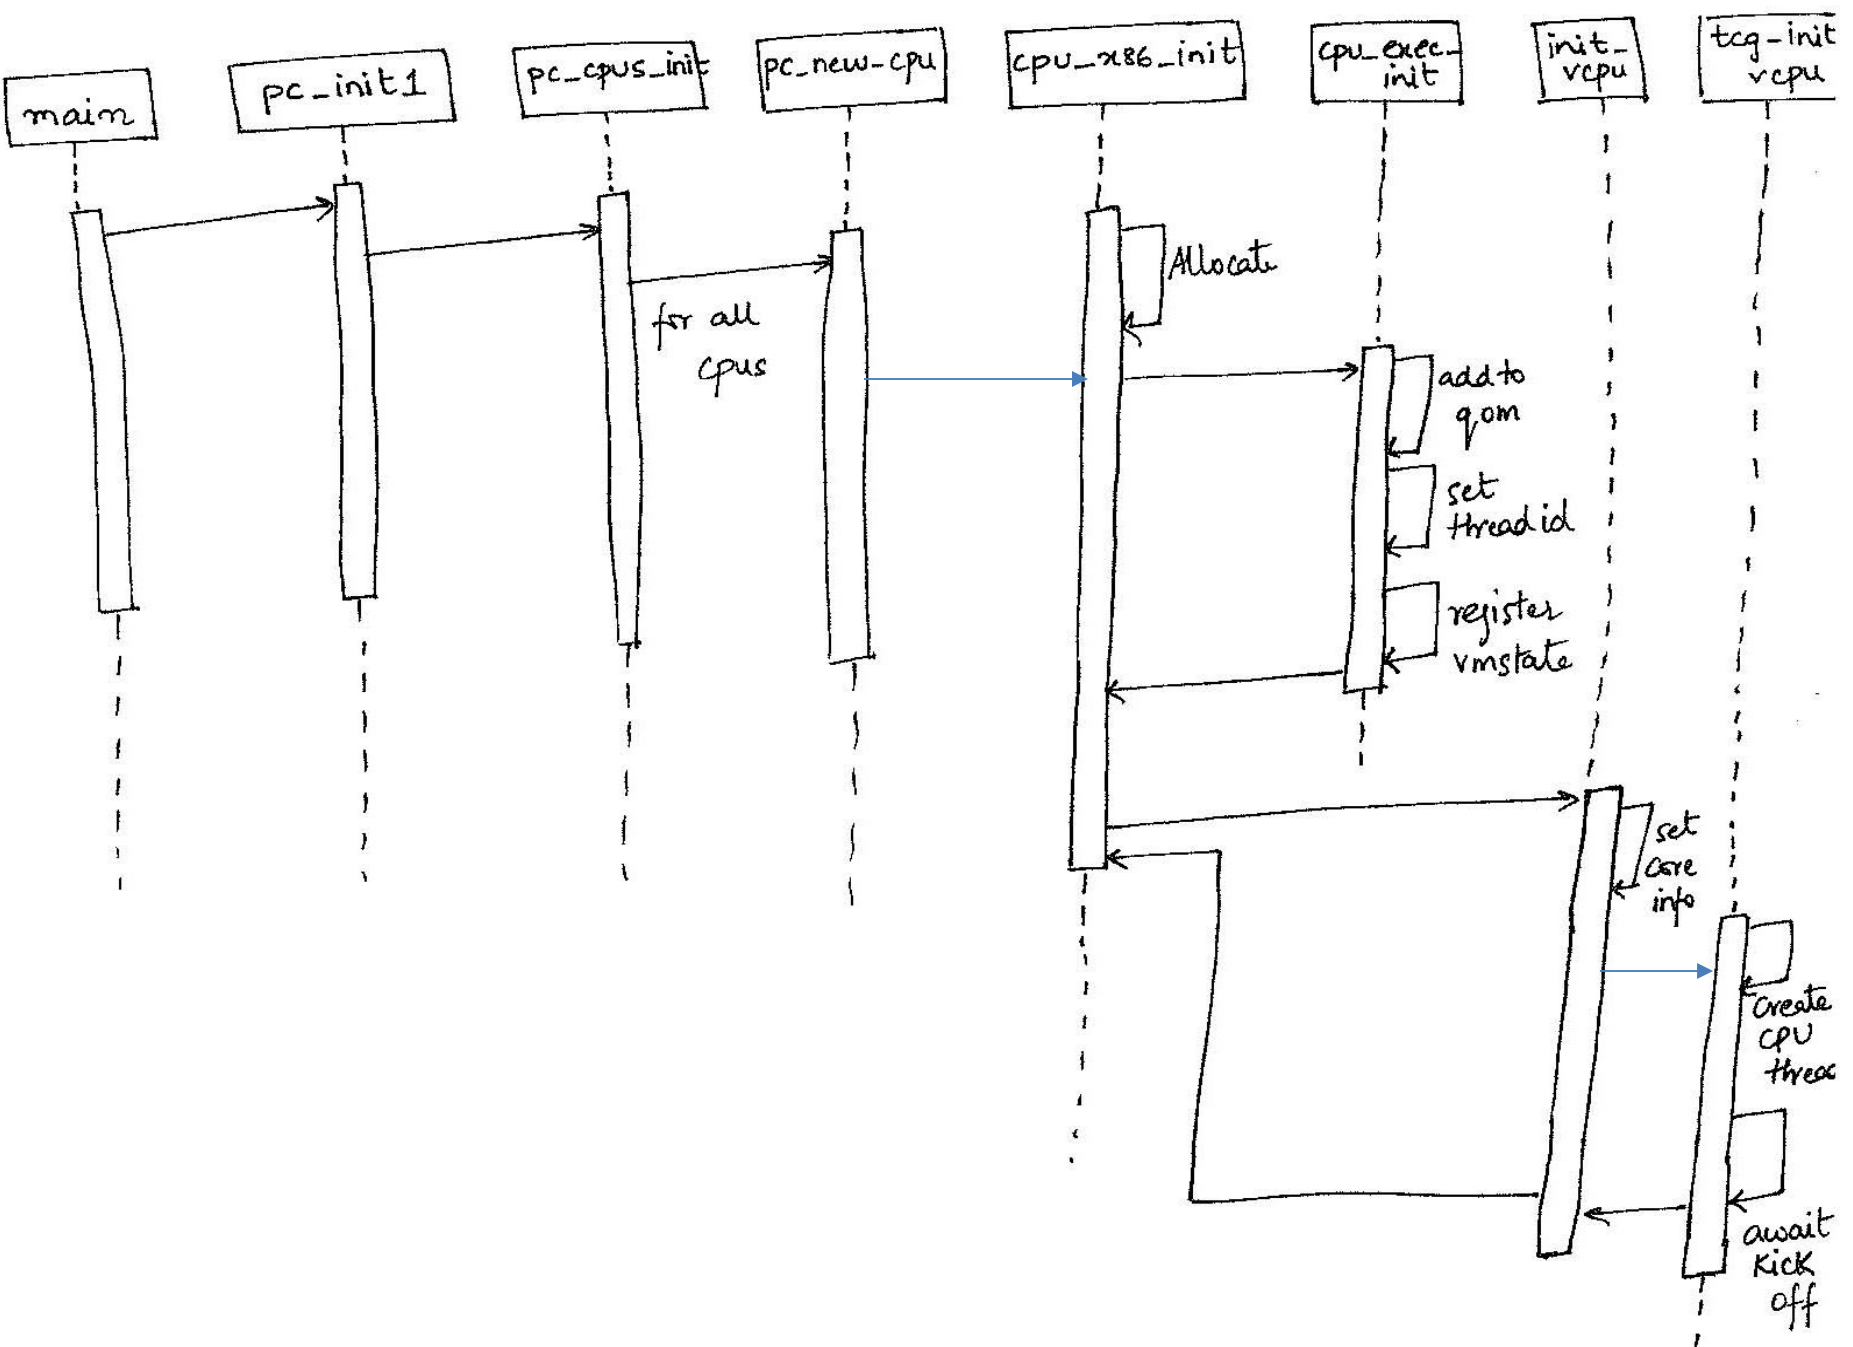 main
pc_init1
pc_cpus_init
pc_new-cpu
cpu_x86_init
cpu_exec_
init
init_
vcpu
tcg-init
vcpu
for all
cpus
Allocate
add to
qom
set
thread id
register
vmstate
set
core
info
Create
CPU
await
Kick
off